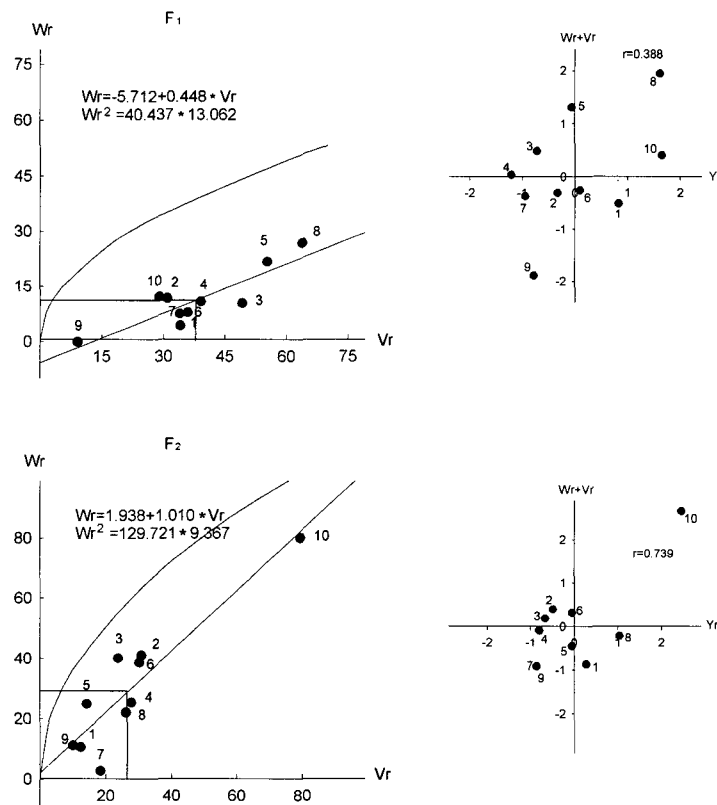 F1
Wr
75
60
45
30
15
0
15 30 45 60 75
Vr
Wr=-5.712+0.448*Vr
Wr2 =40.437*13.062
10 2 4 5 8
9 7 6 1 3
Wr+Vr
r=0.388
2
1
0
-1
-2
-2 -1 0 1 2
Y
8
5
3
10
4
7 2 6 1
9
F2
Wr
80
60
40
20
0
20 40 60 80
Vr
Wr=1.938+1.010*Vr
Wr2 =129.721*9.367
10
3 2
6
5
4
8
9 1
7
Wr+Vr
r=0.739
2
1
0
-1
-2
-2 -1 0 1 2
Yr
10
2 6
3
4 8
5
7 1
9